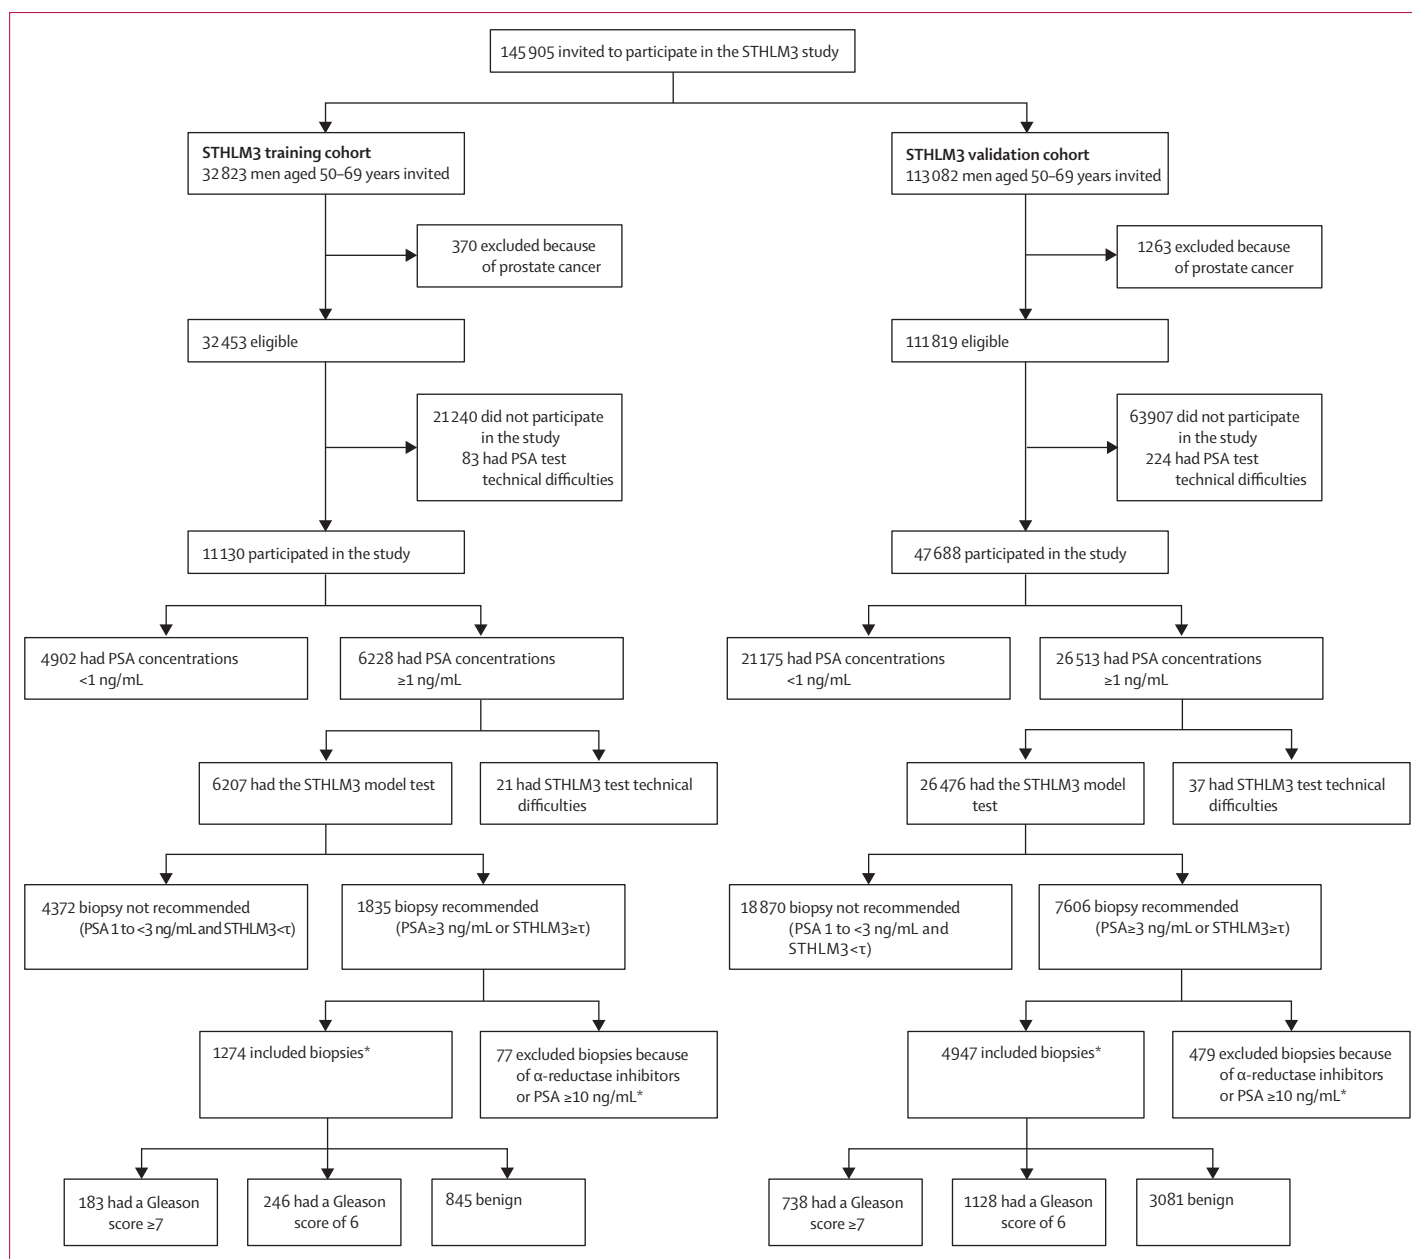 145 905 invited to participate in the STHLM3 study
STHLM3 training cohort
32 823 men aged 50–69 years invited
STHLM3 validation cohort
113 082 men aged 50–69 years invited
370 excluded because
of prostate cancer
1263 excluded because
of prostate cancer
32 453 eligible
111 819 eligible
21 240 did not participate
in the study
83 had PSA test
technical difficulties
63 907 did not participate
in the study
224 had PSA test
technical difficulties
11 130 participated in the study
47 688 participated in the study
4902 had PSA concentrations
<1 ng/mL
6228 had PSA concentrations
≥1 ng/mL
21 175 had PSA concentrations
<1 ng/mL
26 513 had PSA concentrations
≥1 ng/mL
6207 had the STHLM3 model test
21 had STHLM3 test technical
difficulties
26 476 had the STHLM3 model
test
37 had STHLM3 test technical
difficulties
4372 biopsy not recommended
(PSA 1 to <3 ng/mL and STHLM3<τ)
1835 biopsy recommended
(PSA≥3 ng/mL or STHLM3≥τ)
18 870 biopsy not recommended
(PSA 1 to <3 ng/mL and
STHLM3<τ)
7606 biopsy recommended
(PSA≥3 ng/mL or STHLM3≥τ)
1274 included biopsies*
77 excluded biopsies because
of α-reductase inhibitors
or PSA ≥10 ng/mL*
4947 included biopsies*
479 excluded biopsies because
of α-reductase inhibitors
or PSA ≥10 ng/mL*
183 had a Gleason
score ≥7
246 had a Gleason
score of 6
845 benign
738 had a Gleason
score ≥7
1128 had a Gleason
score of 6
3081 benign